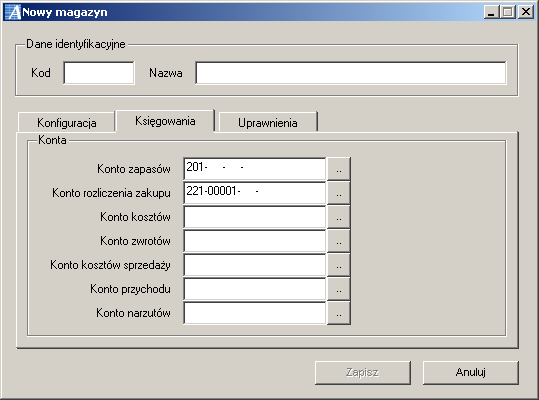 Nowy magazyn
Dane identyfikacyjne
Kod Nazwa
Konfiguracja Księgowania Uprawnienia
Konta
Konto zapasów 201- - - ..
Konto rozliczenia zakupu 221-00001- - ..
Konto kosztów ..
Konto zwrotów ..
Konto kosztów sprzedaży ..
Konto przychodu ..
Konto narzutów ..
Zapisz Anuluj